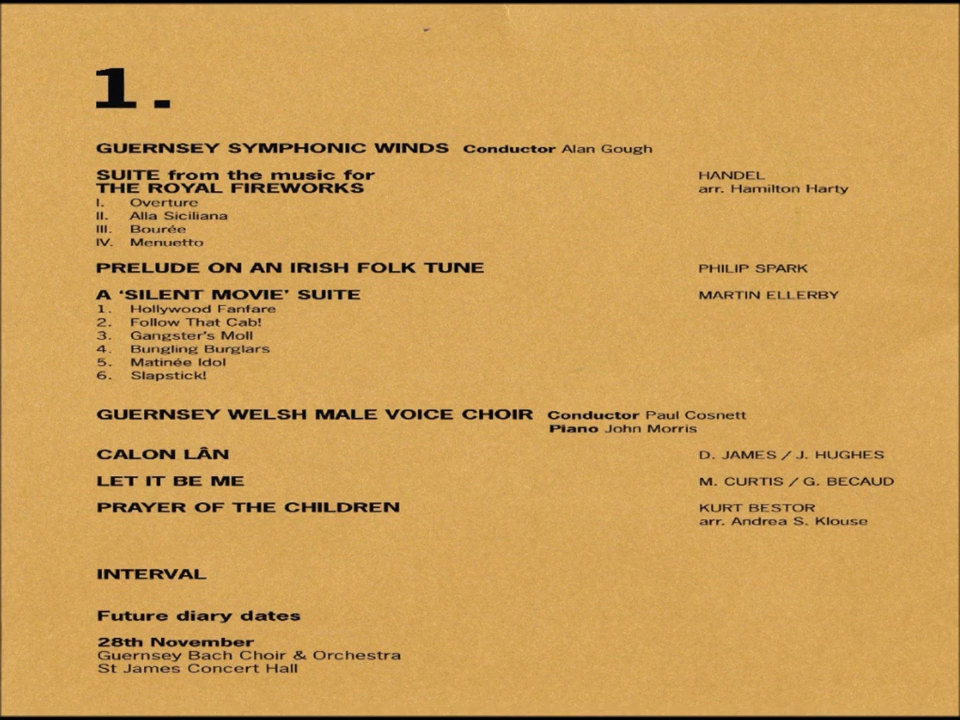 1.
GUERNSEY SYMPHONIC WINDS Conductor Alan Gough
SUITE from the music for HANDEL
THE ROYAL FIREWORKS arr. Hamilton Harty
I. Overture
II. Alla Siciliana
III. Bourée
IV. Menuetto
PRELUDE ON AN IRISH FOLK TUNE PHILIP SPARK
A ‘SILENT MOVIE’ SUITE MARTIN ELLERBY
1. Hollywood Fanfare
2. Follow That Cab!
3. Gangster’s Moll
4. Bungling Burglars
5. Matinée Idol
6. Slapstick!
GUERNSEY WELSH MALE VOICE CHOIR Conductor Paul Cosnett
Piano John Morris
CALON LÂN D. JAMES / J. HUGHES
LET IT BE ME M. CURTIS / G. BECAUD
PRAYER OF THE CHILDREN KURT BESTOR
arr. Andrea S. Klouse
INTERVAL
Future diary dates
28th November
Guernsey Bach Choir & Orchestra
St James Concert Hall